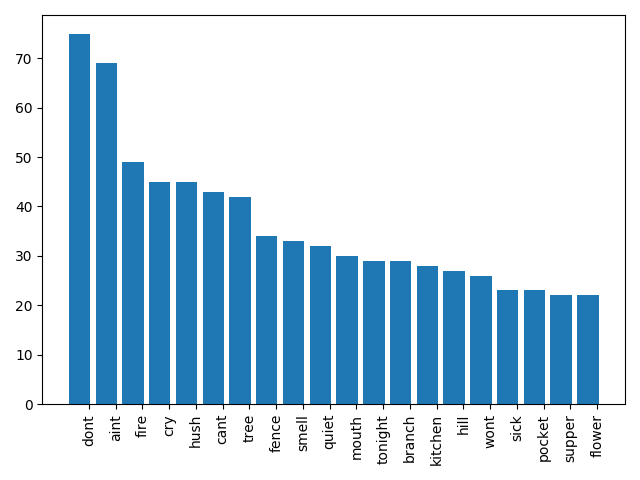 70
60
50
40
30
20
10
0
dont
aint
fire
cry
hush
cant
tree
fence
smell
quiet
mouth
tonight
branch
kitchen
hill
wont
sick
pocket
supper
flower